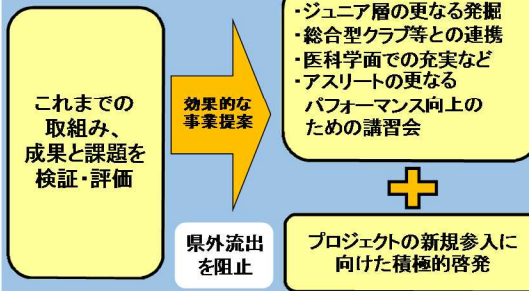 これまでの
取組み、
成果と課題を
検証・評価
効果的な
事業提案
・ジュニア層の更なる発掘
・総合型クラブ等との連携
・医科学面での充実など
・アスリートの更なる
パフォーマンス向上の
ための講習会
県外流出
を阻止
プロジェクトの新規参入に
向けた積極的啓発